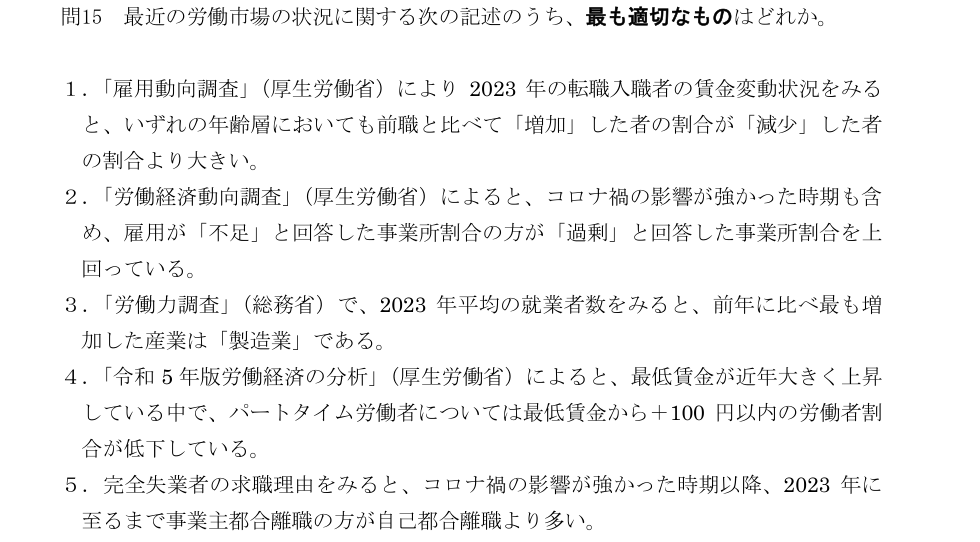 問15　最近の労働市場の状況に関する次の記述のうち、最も適切なものはどれか。
１．「雇用動向調査」（厚生労働省）により 2023 年の転職入職者の賃金変動状況をみる
と、いずれの年齢層においても前職と比べて「増加」した者の割合が「減少」した者
の割合より大きい。
２．「労働経済動向調査」（厚生労働省）によると、コロナ禍の影響が強かった時期も含
め、雇用が「不足」と回答した事業所割合の方が「過剰」と回答した事業所割合を上
回っている。
３．「労働力調査」（総務省）で、2023 年平均の就業者数をみると、前年に比べ最も増
加した産業は「製造業」である。
４．「令和 5 年版労働経済の分析」（厚生労働省）によると、最低賃金が近年大きく上昇
している中で、パートタイム労働者については最低賃金から＋100 円以内の労働者割
合が低下している。
５．完全失業者の求職理由をみると、コロナ禍の影響が強かった時期以降、2023 年に
至るまで事業主都合離職の方が自己都合離職より多い。